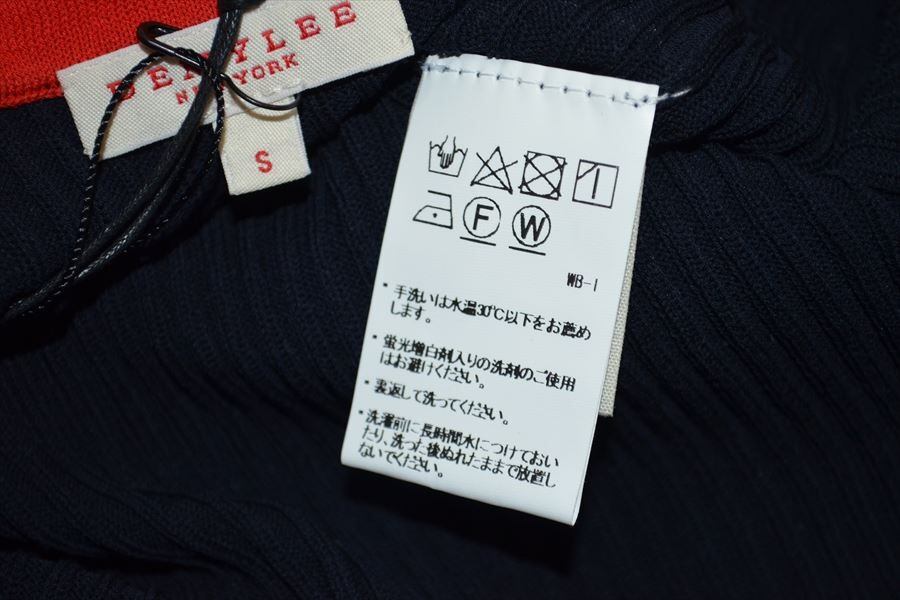 DEMYLEE
NEW YORK
S
F W
WB-1
・手洗いは水温30℃以下をお薦め
します。
・蛍光増白剤入りの洗剤のご使用
はお避けください。
・裏返して洗ってください。
・洗濯前に長時間水につけておい
たり、洗った後ぬれたままで放置し
ないでください。